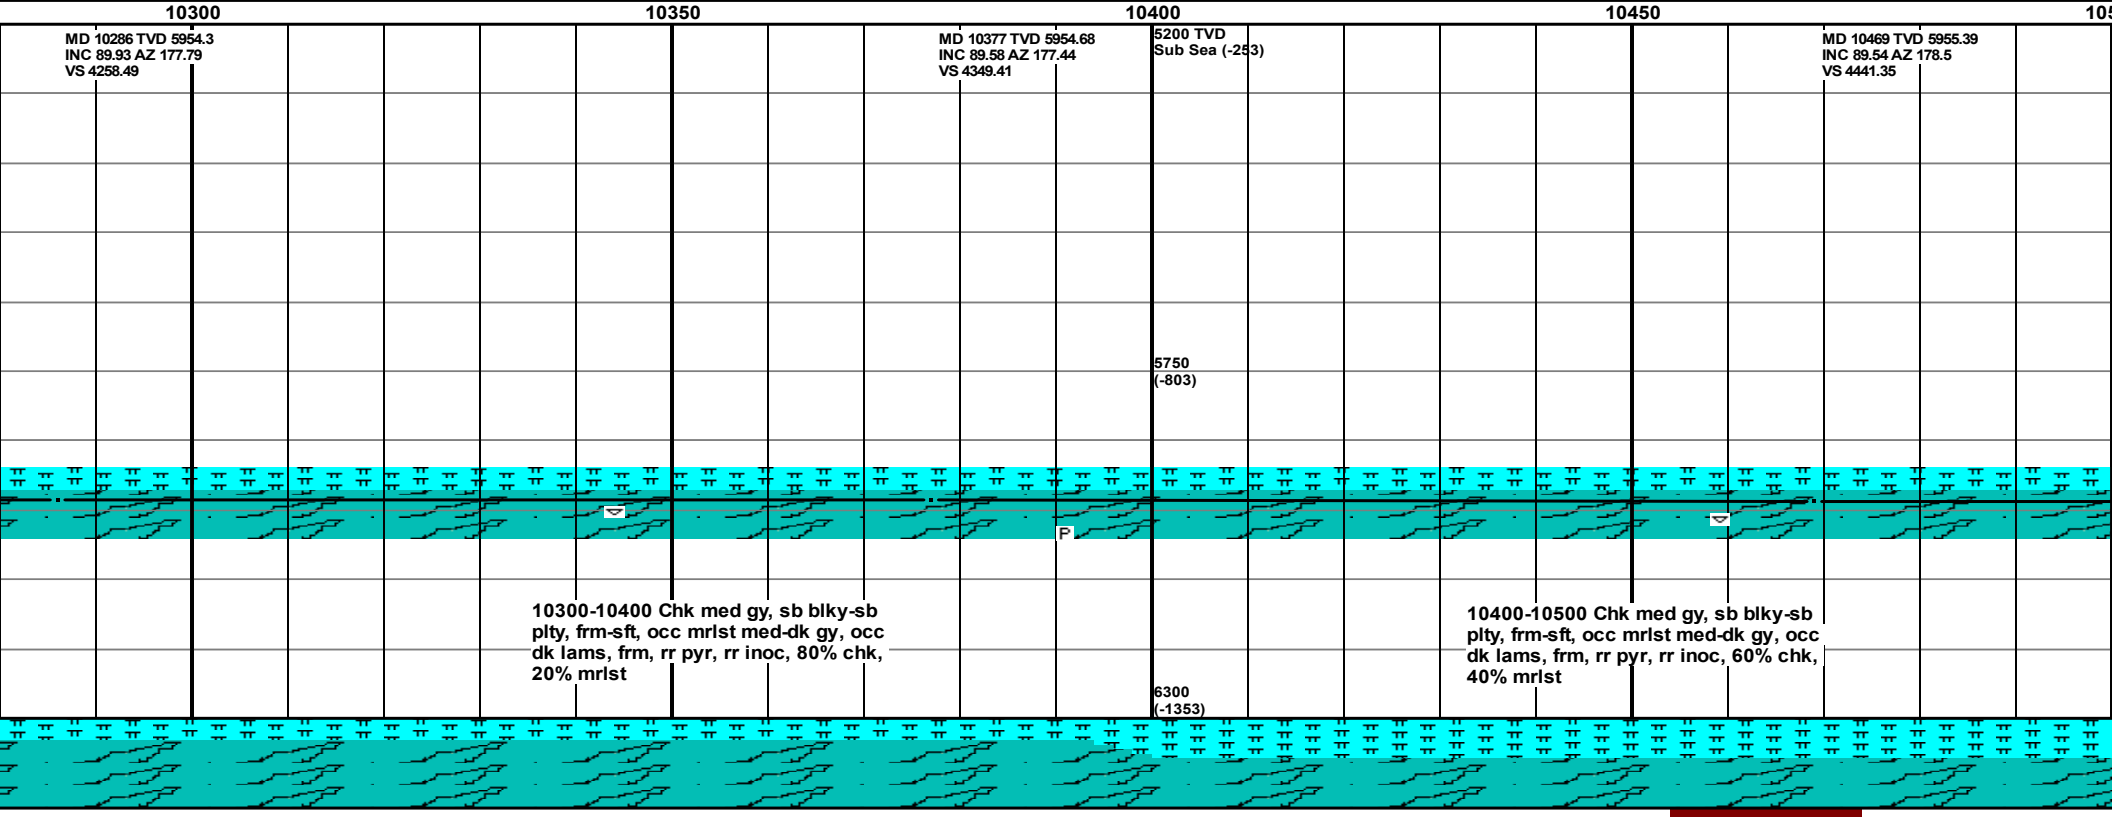 10300 10350 10400 10450 105
MD 10286 TVD 5954.3
INC 89.93 AZ 177.79
VS 4258.49
MD 10377 TVD 5954.68
INC 89.58 AZ 177.44
VS 4349.41
5200 TVD
Sub Sea (-253)
MD 10469 TVD 5955.39
INC 89.54 AZ 178.5
VS 4441.35
5750
(-803)
P
10300-10400 Chk med gy, sb blky-sb
plty, frm-sft, occ mrlst med-dk gy, occ
dk lams, frm, rr pyr, rr inoc, 80% chk,
20% mrlst
10400-10500 Chk med gy, sb blky-sb
plty, frm-sft, occ mrlst med-dk gy, occ
dk lams, frm, rr pyr, rr inoc, 60% chk,
40% mrlst
6300
(-1353)